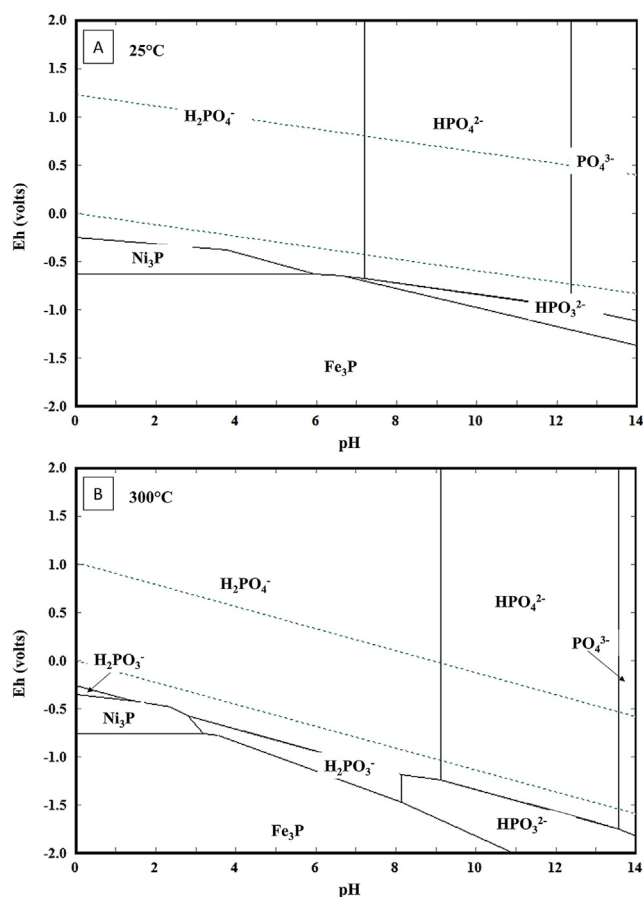 A 25°C
2.0
1.5
1.0
0.5
0.0
-0.5
-1.0
-1.5
-2.0
Eh (volts)
H₂PO₄⁻
HPO₄²⁻
PO₄³⁻
Ni₃P
HPO₃²⁻
Fe₃P
0 2 4 6 8 10 12 14
pH
B 300°C
2.0
1.5
1.0
0.5
0.0
-0.5
-1.0
-1.5
-2.0
Eh (volts)
H₂PO₄⁻
HPO₄²⁻
PO₄³⁻
H₂PO₃⁻
Ni₃P
H₂PO₃⁻
HPO₃²⁻
Fe₃P
0 2 4 6 8 10 12 14
pH